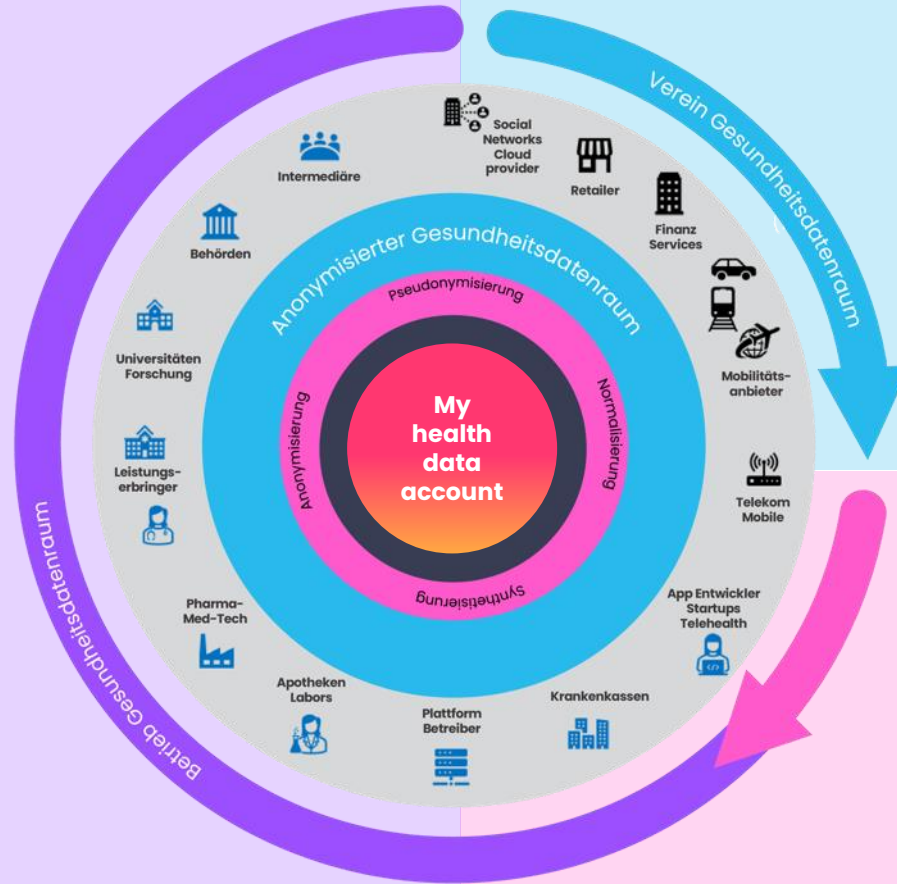 Verein Gesundheitsdatenraum
Social
Networks
Cloud
provider
Retailer
Finanz
Services
Mobilitäts-
anbieter
Telekom
Mobile
App Entwickler
Startups
Telehealth
Krankenkassen
Plattform
Betreiber
Apotheken
Labors
Pharma-
Med-Tech
Leistungs-
erbringer
Universitäten
Forschung
Behörden
Intermediäre
Anonymisierter Gesundheitsdatenraum
Pseudonymisierung
Normalisierung
Synthetisierung
Anonymisierung
My
health
data
account
Betrieb Gesundheitsdatenraum